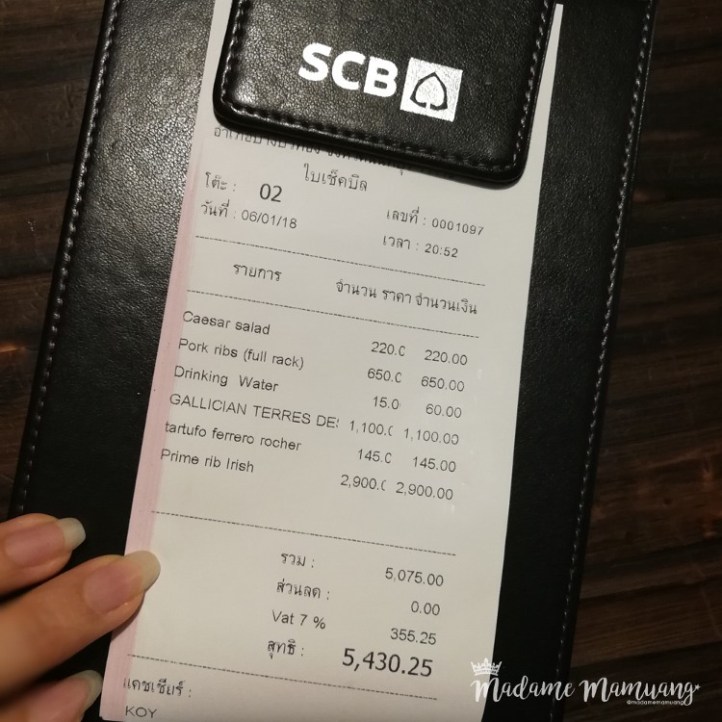 SCB
ใบเช็คบิล
โต๊ะ : 02
เลขที่ : 0001097
วันที่ : 06/01/18
เวลา : 20:52
รายการ จำนวน ราคา จำนวนเงิน
Caesar salad 220.0 220.00
Pork ribs (full rack) 650.0 650.00
Drinking Water 15.0 60.00
GALLICIAN TERRES DE 1,100.0 1,100.00
tartufo ferrero rocher 145.0 145.00
Prime rib Irish 2,900.0 2,900.00
รวม : 5,075.00
ส่วนลด : 0.00
Vat 7 % 355.25
สุทธิ : 5,430.25
แคชเชียร์ :
KOY
Madame Mamuang
@madamemamuang